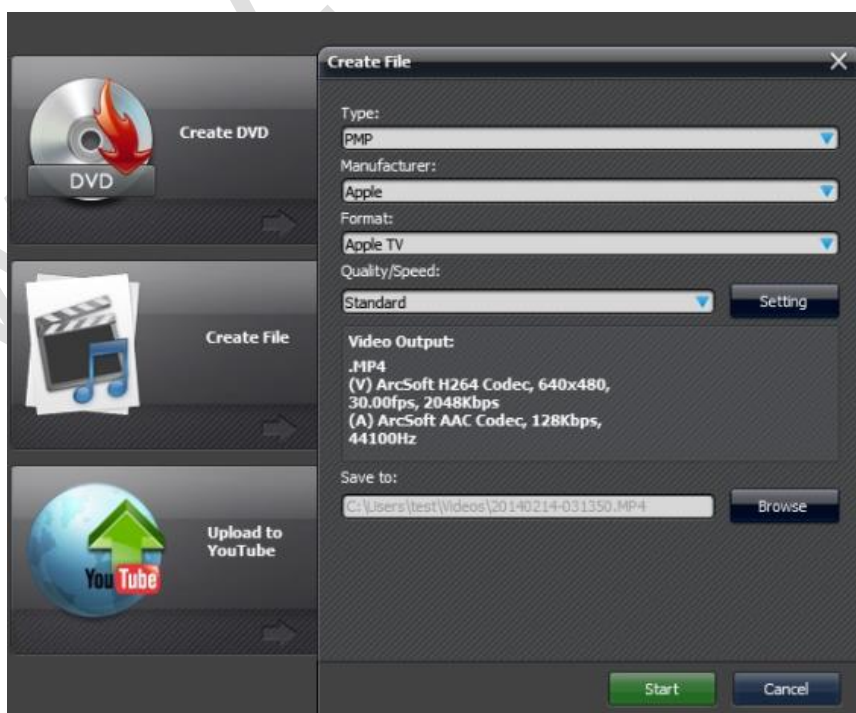 Create DVD
DVD
Create File
Upload to
YouTube
You Tube
Create File
Type:
PMP
Manufacturer:
Apple
Format:
Apple TV
Quality/Speed:
Standard
Setting
Video Output:
.MP4
(V) ArcSoft H264 Codec, 640x480,
30.00fps, 2048Kbps
(A) ArcSoft AAC Codec, 128Kbps,
44100Hz
Save to:
C:\Users\test\Videos\20140214-031350.MP4
Browse
Start
Cancel